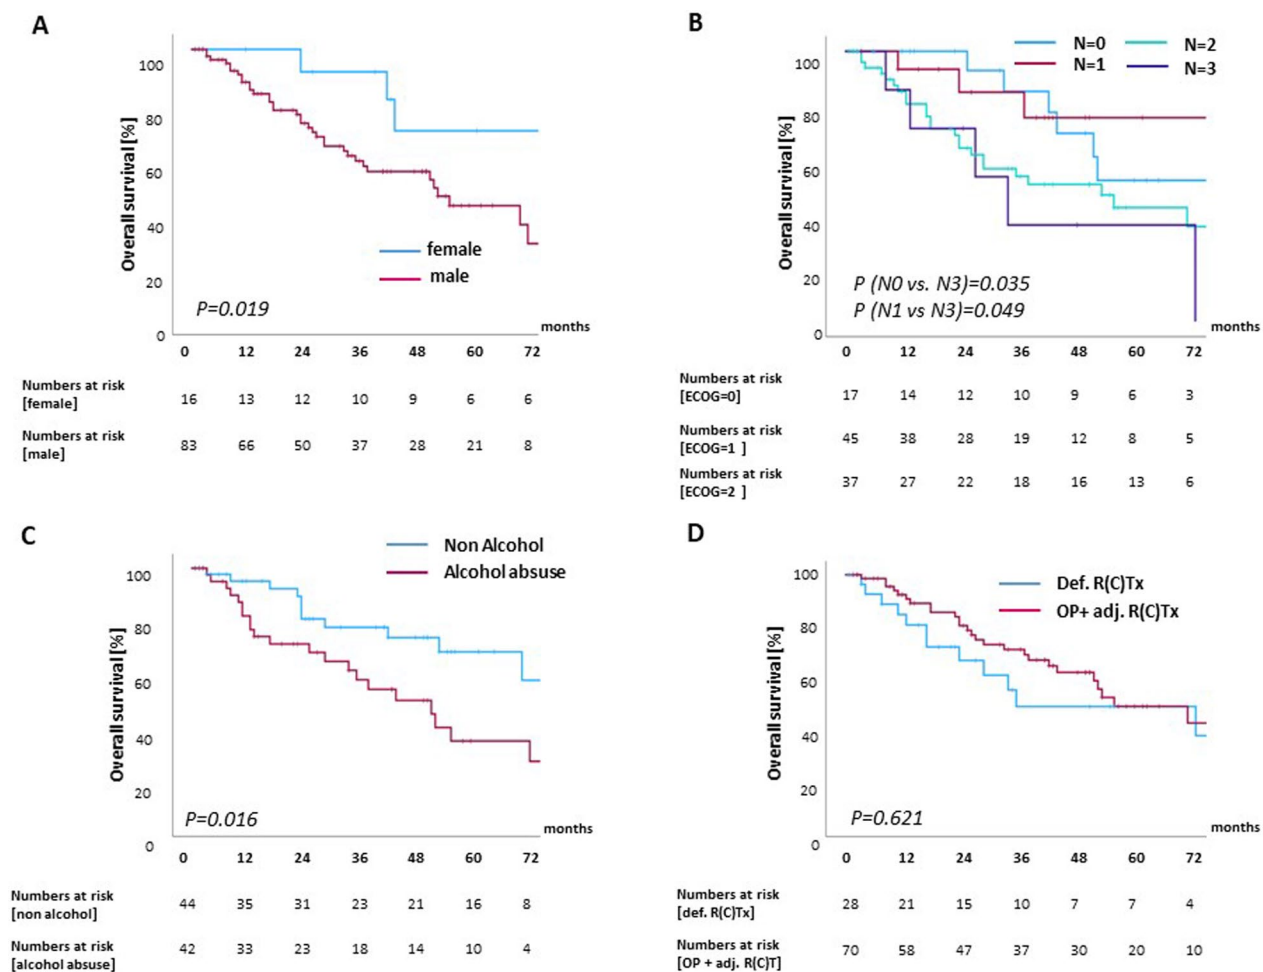 A
100
80
60
40
20
0
Overall survival [%]
female
male
P=0.019
months
0 12 24 36 48 60 72
Numbers at risk
[female]
16 13 12 10 9 6 6
Numbers at risk
[male]
83 66 50 37 28 21 8
B
N=0 N=2
N=1 N=3
100
80
60
40
20
0
Overall survival [%]
P (N0 vs. N3)=0.035
P (N1 vs N3)=0.049
months
0 12 24 36 48 60 72
Numbers at risk
[ECOG=0]
17 14 12 10 9 6 3
Numbers at risk
[ECOG=1 ]
45 38 28 19 12 8 5
Numbers at risk
[ECOG=2 ]
37 27 22 18 16 13 6
C
Non Alcohol
Alcohol absuse
100
80
60
40
20
0
Overall survival [%]
P=0.016
months
0 12 24 36 48 60 72
Numbers at risk
[non alcohol]
44 35 31 23 21 16 8
Numbers at risk
[alcohol absuse]
42 33 23 18 14 10 4
D
Def. R(C)Tx
OP+ adj. R(C)Tx
100
80
60
40
20
0
Overall survival [%]
P=0.621
months
0 12 24 36 48 60 72
Numbers at risk
[def. R(C)Tx]
28 21 15 10 7 7 4
Numbers at risk
[OP + adj. R(C)T]
70 58 47 37 30 20 10